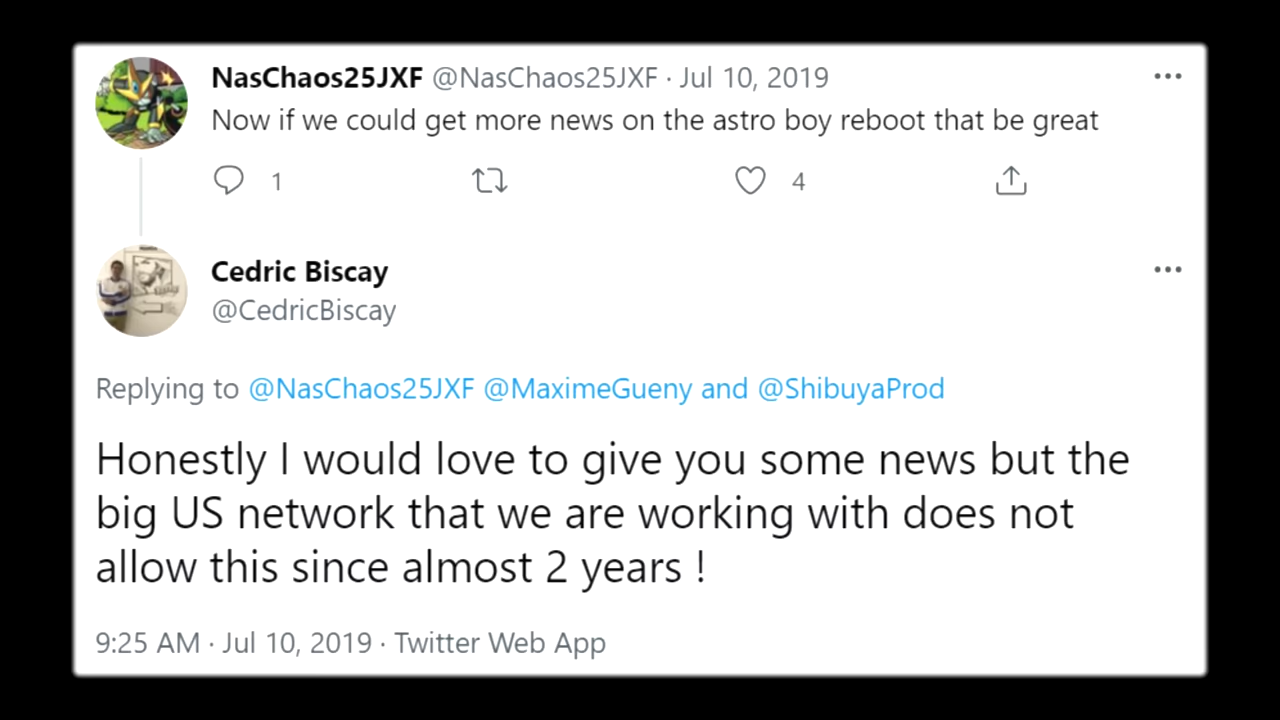 NasChaos25JXF @NasChaos25JXF · Jul 10, 2019
Now if we could get more news on the astro boy reboot that be great
1 4
Cedric Biscay
@CedricBiscay
Replying to @NasChaos25JXF @MaximeGueny and @ShibuyaProd
Honestly I would love to give you some news but the
big US network that we are working with does not
allow this since almost 2 years !
9:25 AM · Jul 10, 2019 · Twitter Web App